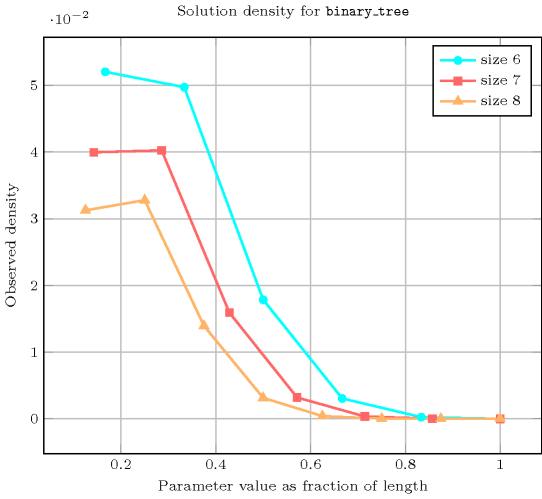 Solution density for binary_tree
·10⁻²
size 6
size 7
size 8
5
4
3
2
1
0
Observed density
0.2 0.4 0.6 0.8 1
Parameter value as fraction of length